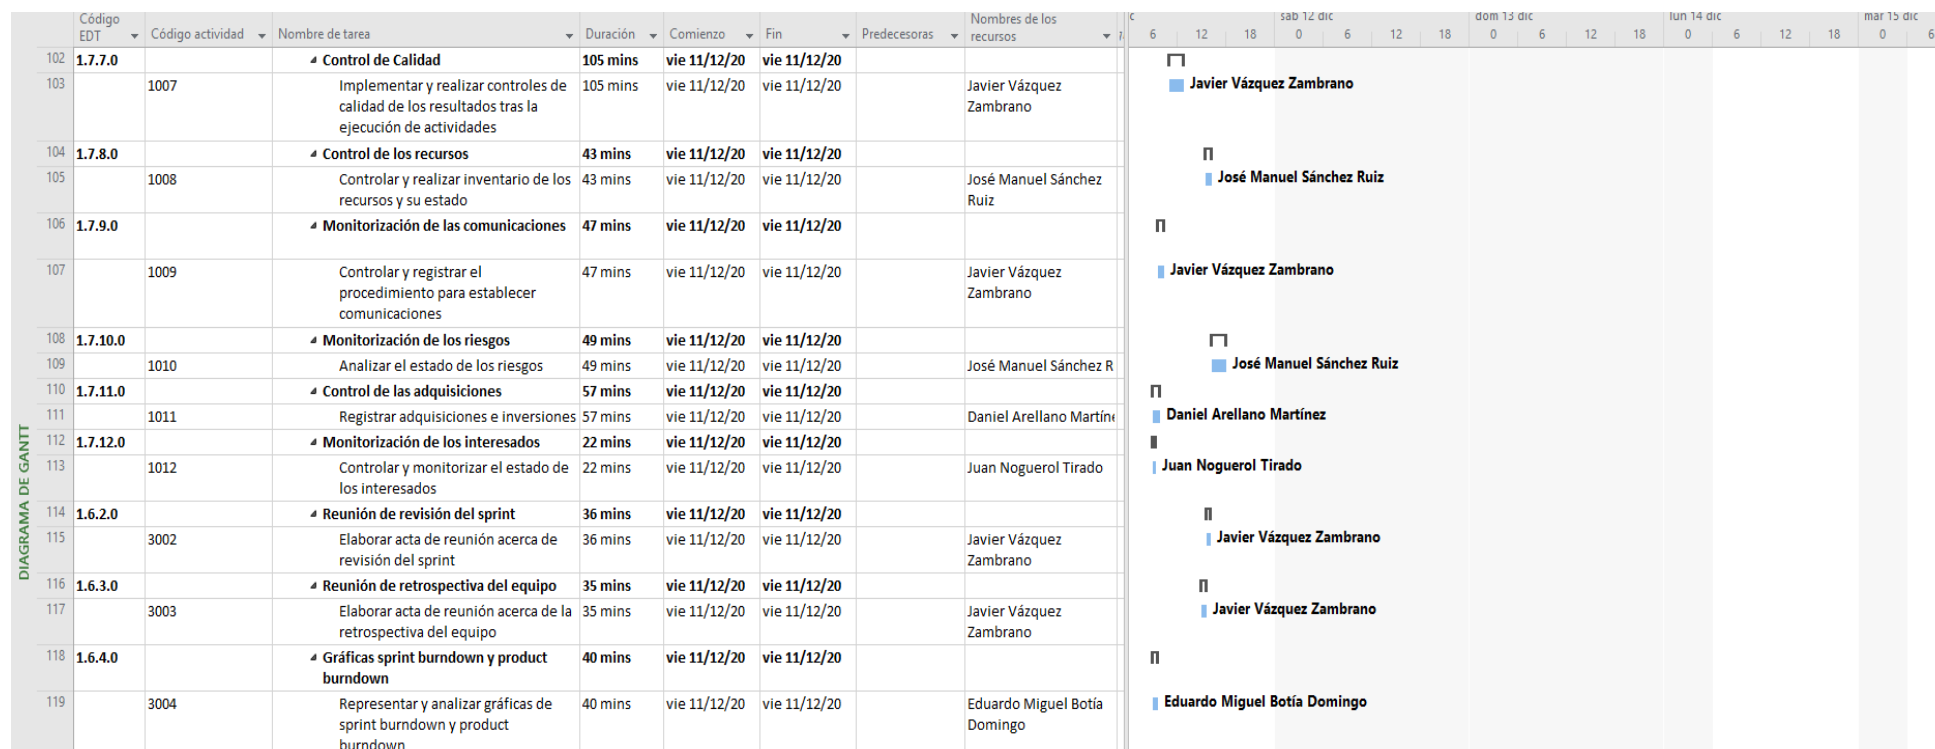 Código EDT Código actividad Nombre de tarea Duración Comienzo Fin Predecesoras Nombres de los recursos
sáb 12 dic dom 13 dic lun 14 dic mar 15 dic
6 12 18 0 6 12 18 0 6 12 18 0 6 12 18 0 6
102 1.7.7.0 Control de Calidad 105 mins vie 11/12/20 vie 11/12/20
103 1007 Implementar y realizar controles de 105 mins vie 11/12/20 vie 11/12/20 Javier Vázquez Javier Vázquez Zambrano
calidad de los resultados tras la Zambrano
ejecución de actividades
104 1.7.8.0 Control de los recursos 43 mins vie 11/12/20 vie 11/12/20
105 1008 Controlar y realizar inventario de los 43 mins vie 11/12/20 vie 11/12/20 José Manuel Sánchez José Manuel Sánchez Ruiz
recursos y su estado Ruiz
106 1.7.9.0 Monitorización de las comunicaciones 47 mins vie 11/12/20 vie 11/12/20
107 1009 Controlar y registrar el 47 mins vie 11/12/20 vie 11/12/20 Javier Vázquez Javier Vázquez Zambrano
procedimiento para establecer Zambrano
comunicaciones
108 1.7.10.0 Monitorización de los riesgos 49 mins vie 11/12/20 vie 11/12/20
109 1010 Analizar el estado de los riesgos 49 mins vie 11/12/20 vie 11/12/20 José Manuel Sánchez R José Manuel Sánchez Ruiz
110 1.7.11.0 Control de las adquisiciones 57 mins vie 11/12/20 vie 11/12/20
111 1011 Registrar adquisiciones e inversiones 57 mins vie 11/12/20 vie 11/12/20 Daniel Arellano Martíne Daniel Arellano Martínez
112 1.7.12.0 Monitorización de los interesados 22 mins vie 11/12/20 vie 11/12/20
113 1012 Controlar y monitorizar el estado de 22 mins vie 11/12/20 vie 11/12/20 Juan Noguerol Tirado Juan Noguerol Tirado
los interesados
114 1.6.2.0 Reunión de revisión del sprint 36 mins vie 11/12/20 vie 11/12/20
115 3002 Elaborar acta de reunión acerca de 36 mins vie 11/12/20 vie 11/12/20 Javier Vázquez Javier Vázquez Zambrano
revisión del sprint Zambrano
116 1.6.3.0 Reunión de retrospectiva del equipo 35 mins vie 11/12/20 vie 11/12/20
117 3003 Elaborar acta de reunión acerca de la 35 mins vie 11/12/20 vie 11/12/20 Javier Vázquez Javier Vázquez Zambrano
retrospectiva del equipo Zambrano
118 1.6.4.0 Gráficas sprint burndown y product 40 mins vie 11/12/20 vie 11/12/20
burndown
119 3004 Representar y analizar gráficas de 40 mins vie 11/12/20 vie 11/12/20 Eduardo Miguel Botía Eduardo Miguel Botía Domingo
sprint burndown y product Domingo
burndown
DIAGRAMA DE GANTT